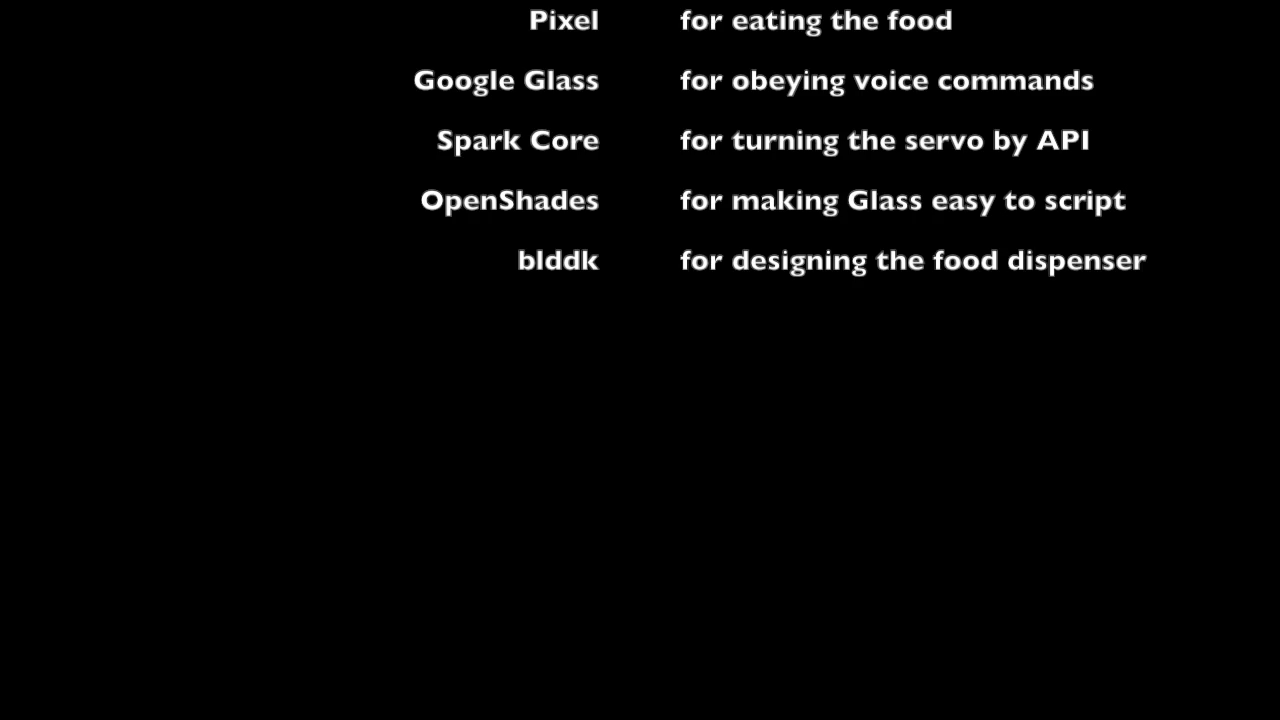 Pixel for eating the food
Google Glass for obeying voice commands
Spark Core for turning the servo by API
OpenShades for making Glass easy to script
blddk for designing the food dispenser